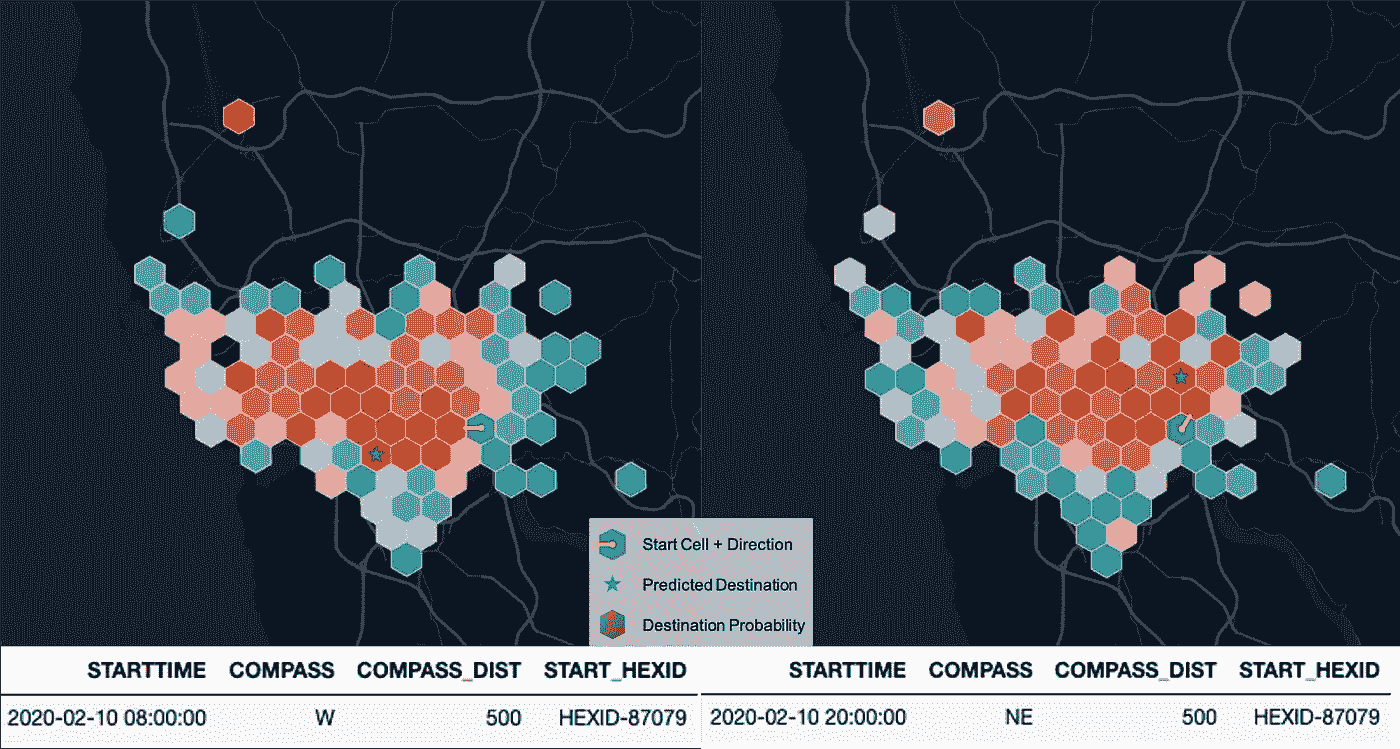 Start Cell + Direction
Predicted Destination
Destination Probability
STARTTIME COMPASS COMPASS_DIST START_HEXID STARTTIME COMPASS COMPASS_DIST START_HEXID
2020-02-10 08:00:00 W 500 HEXID-87079 2020-02-10 20:00:00 NE 500 HEXID-87079